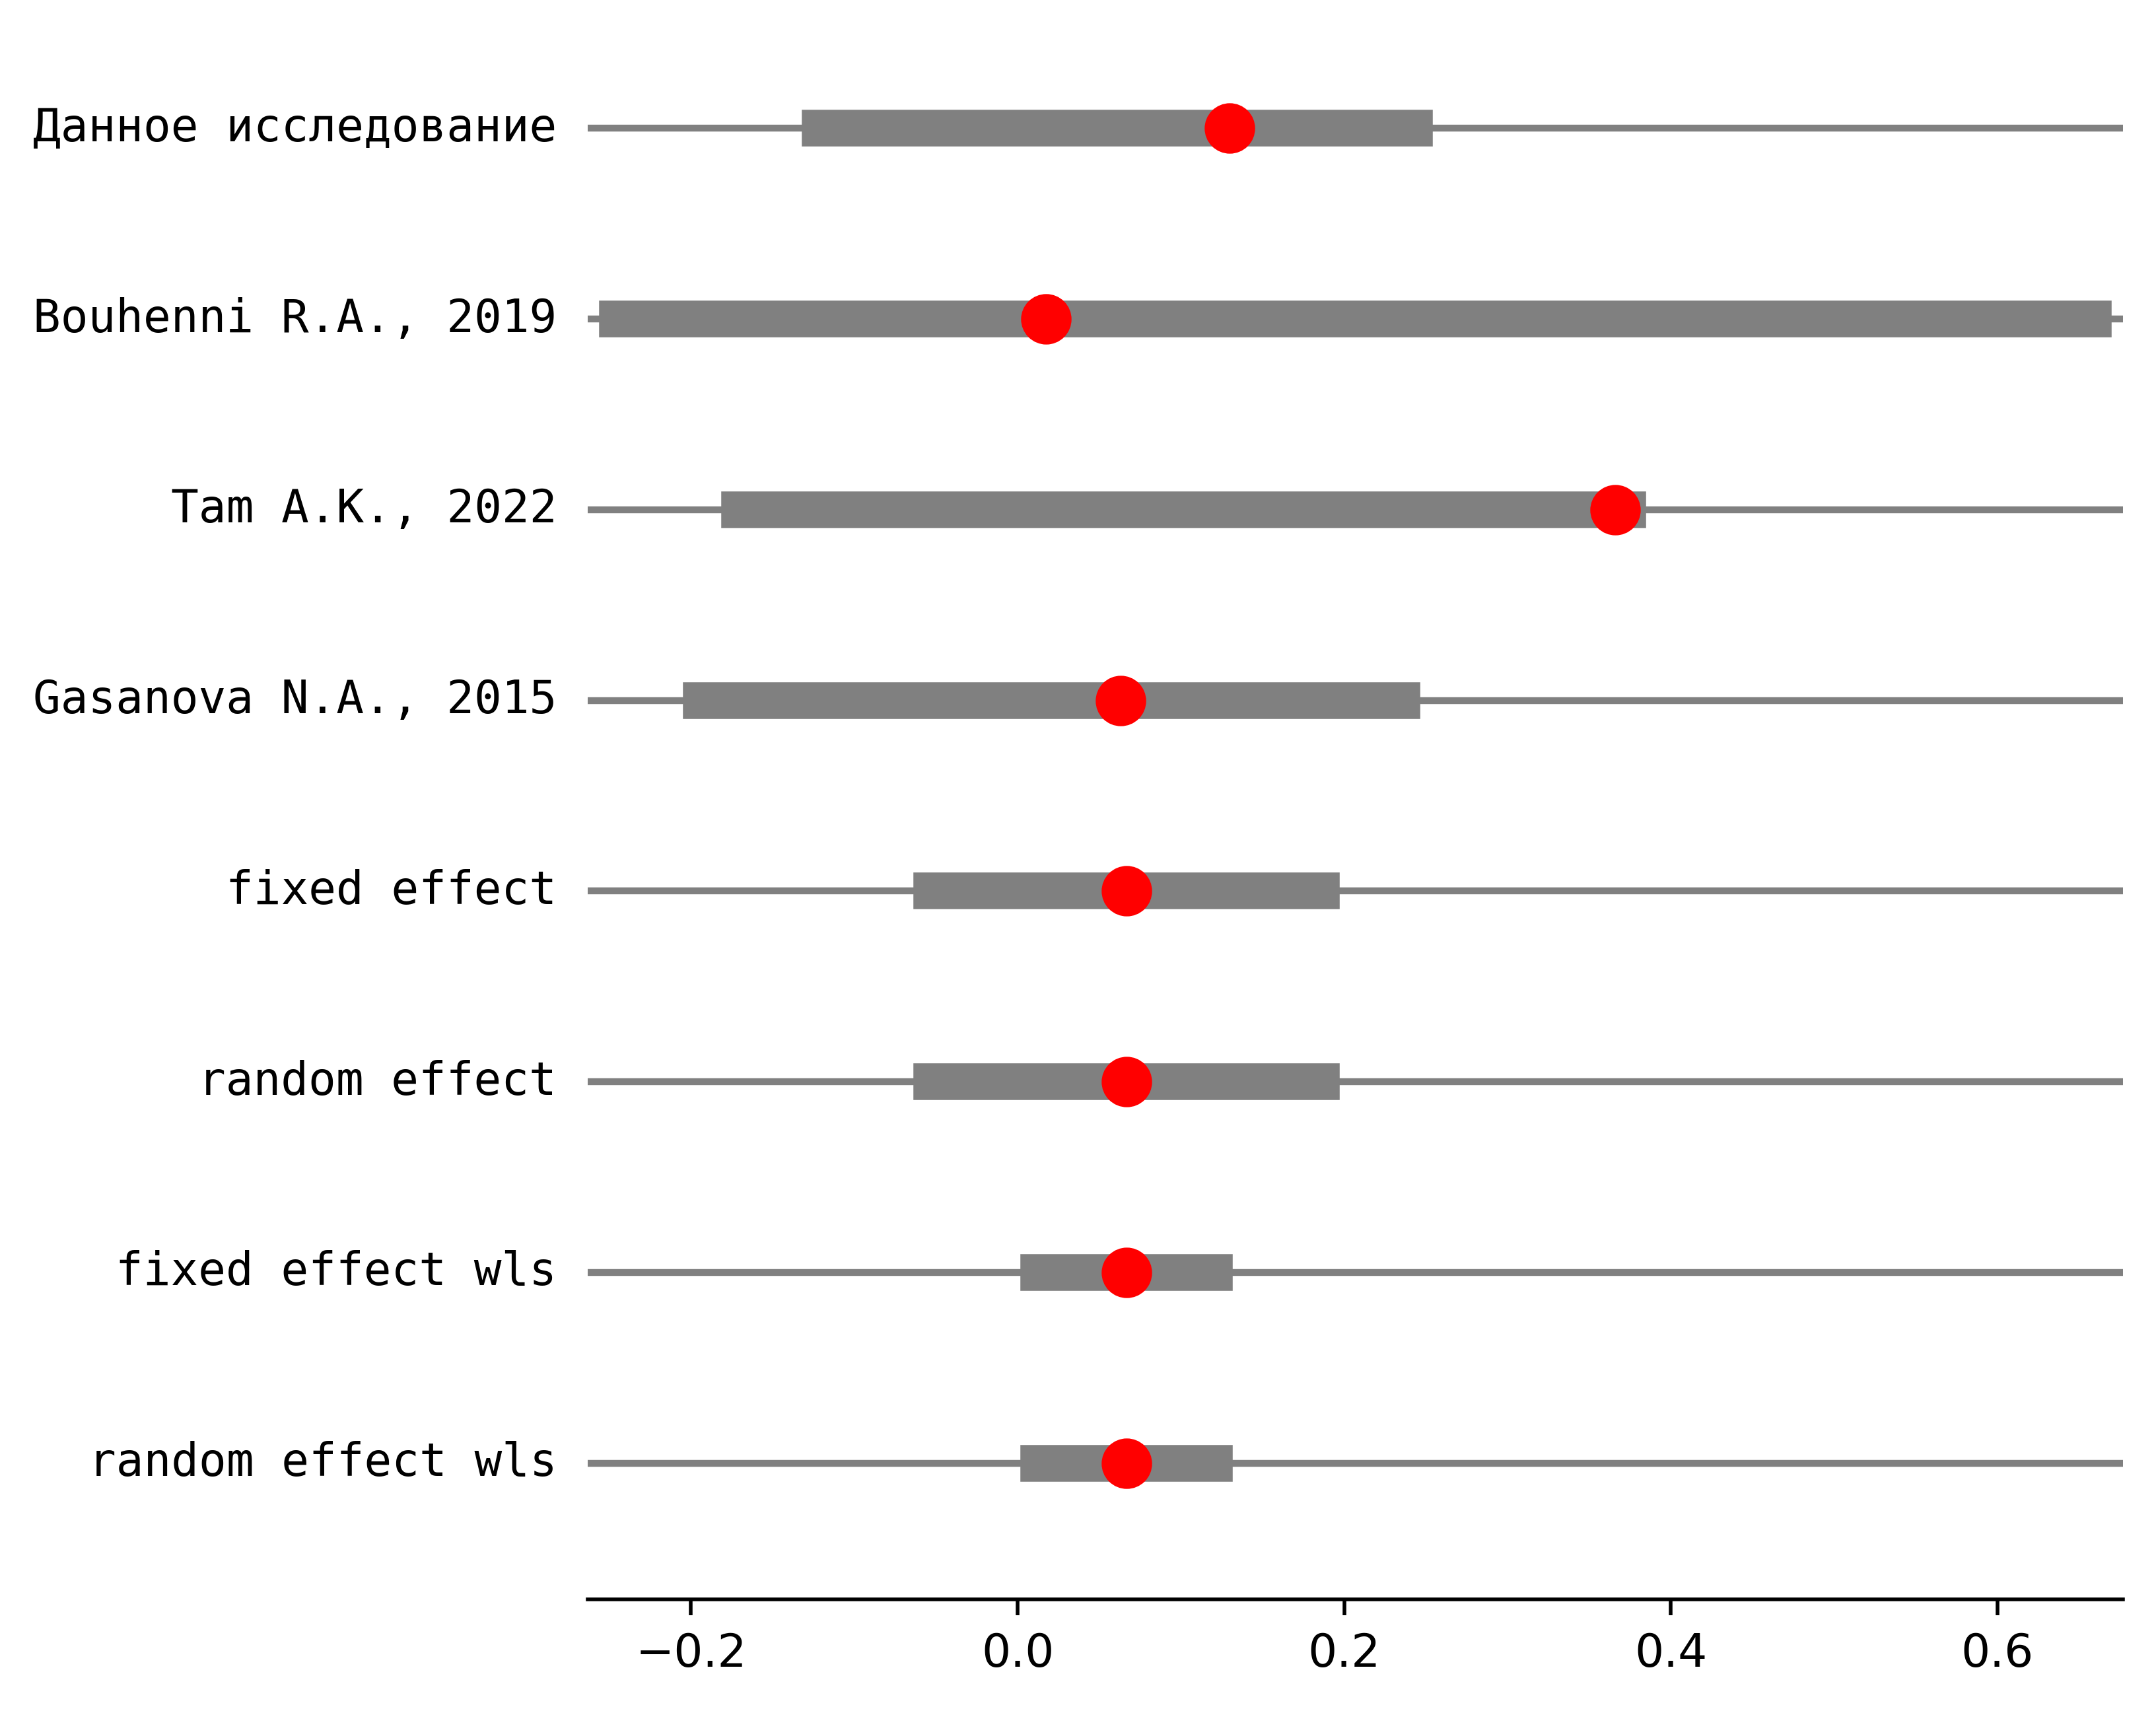 Данное исследование
Bouhenni R.A., 2019
Tam A.K., 2022
Gasanova N.A., 2015
fixed effect
random effect
fixed effect wls
random effect wls
−0.2 0.0 0.2 0.4 0.6